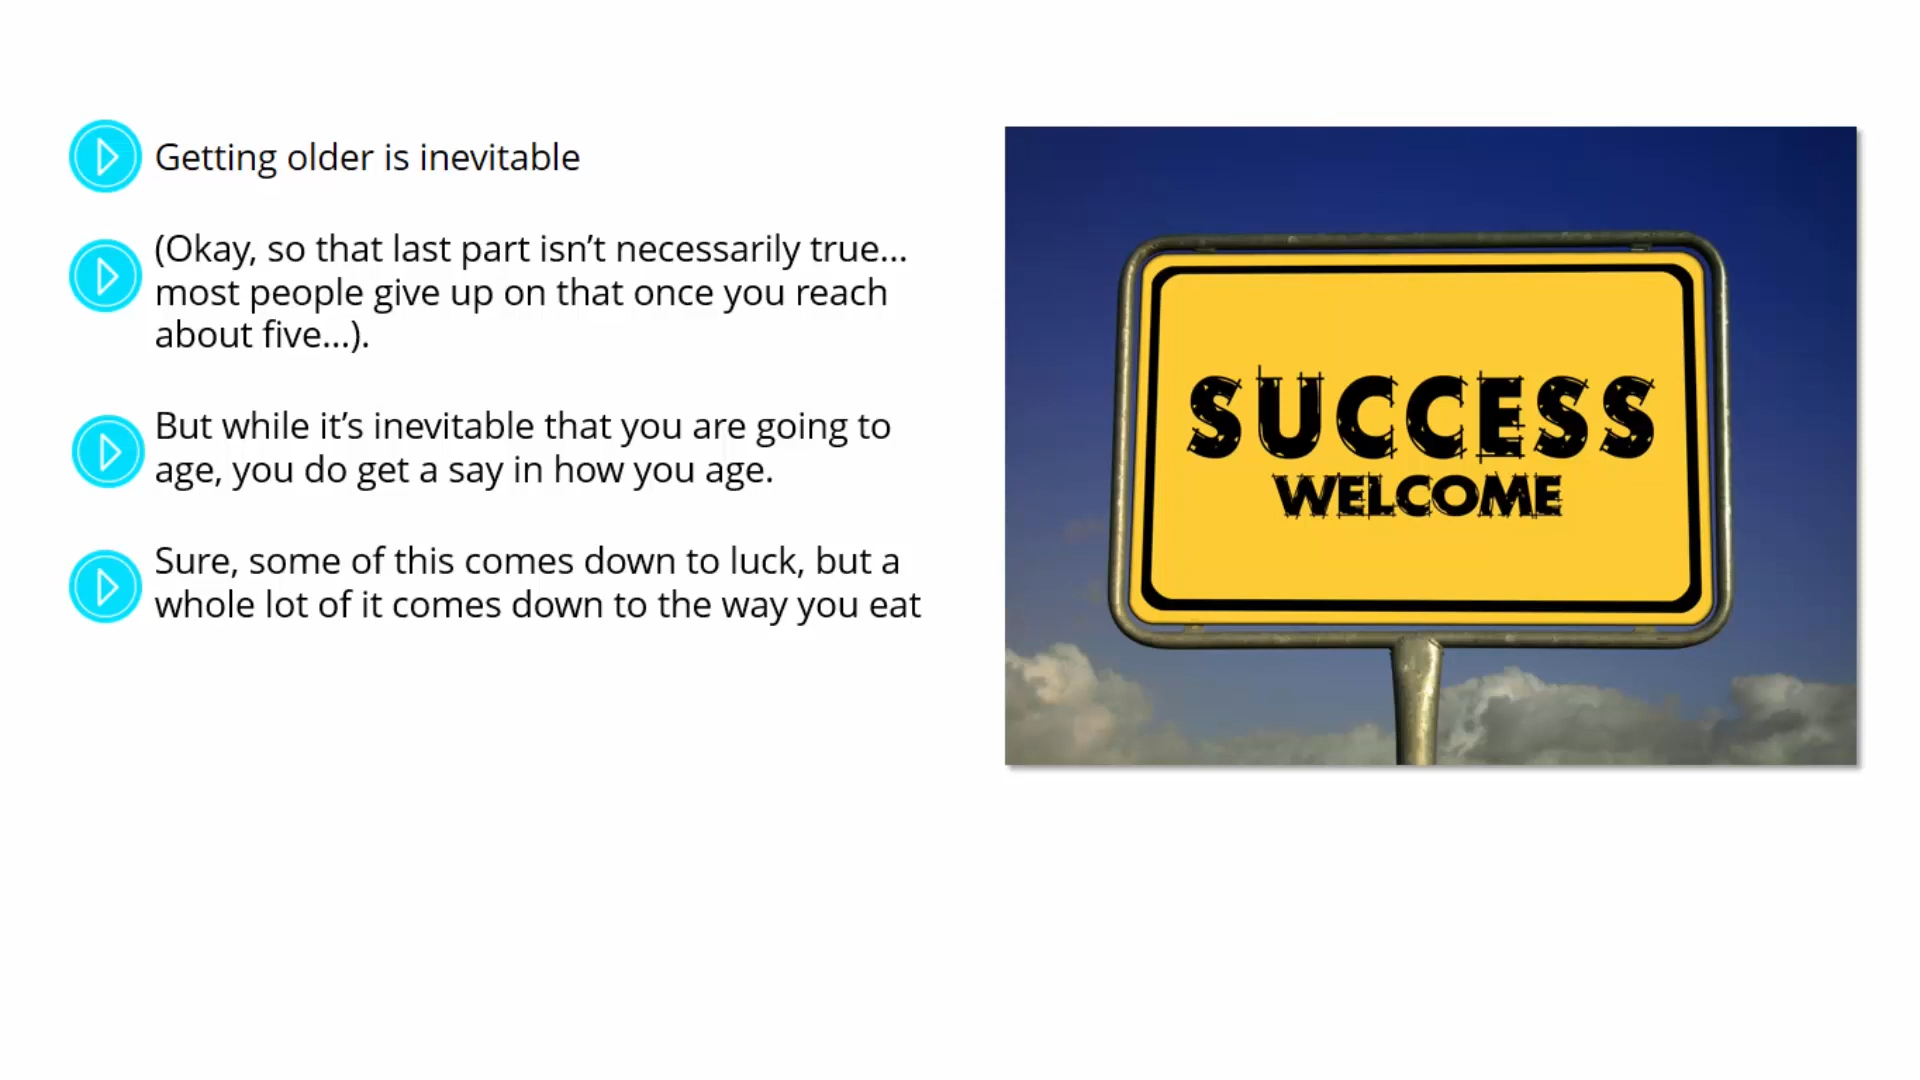 Getting older is inevitable
(Okay, so that last part isn’t necessarily true…
most people give up on that once you reach
about five…).
But while it’s inevitable that you are going to
age, you do get a say in how you age.
Sure, some of this comes down to luck, but a
whole lot of it comes down to the way you eat
SUCCESS
WELCOME